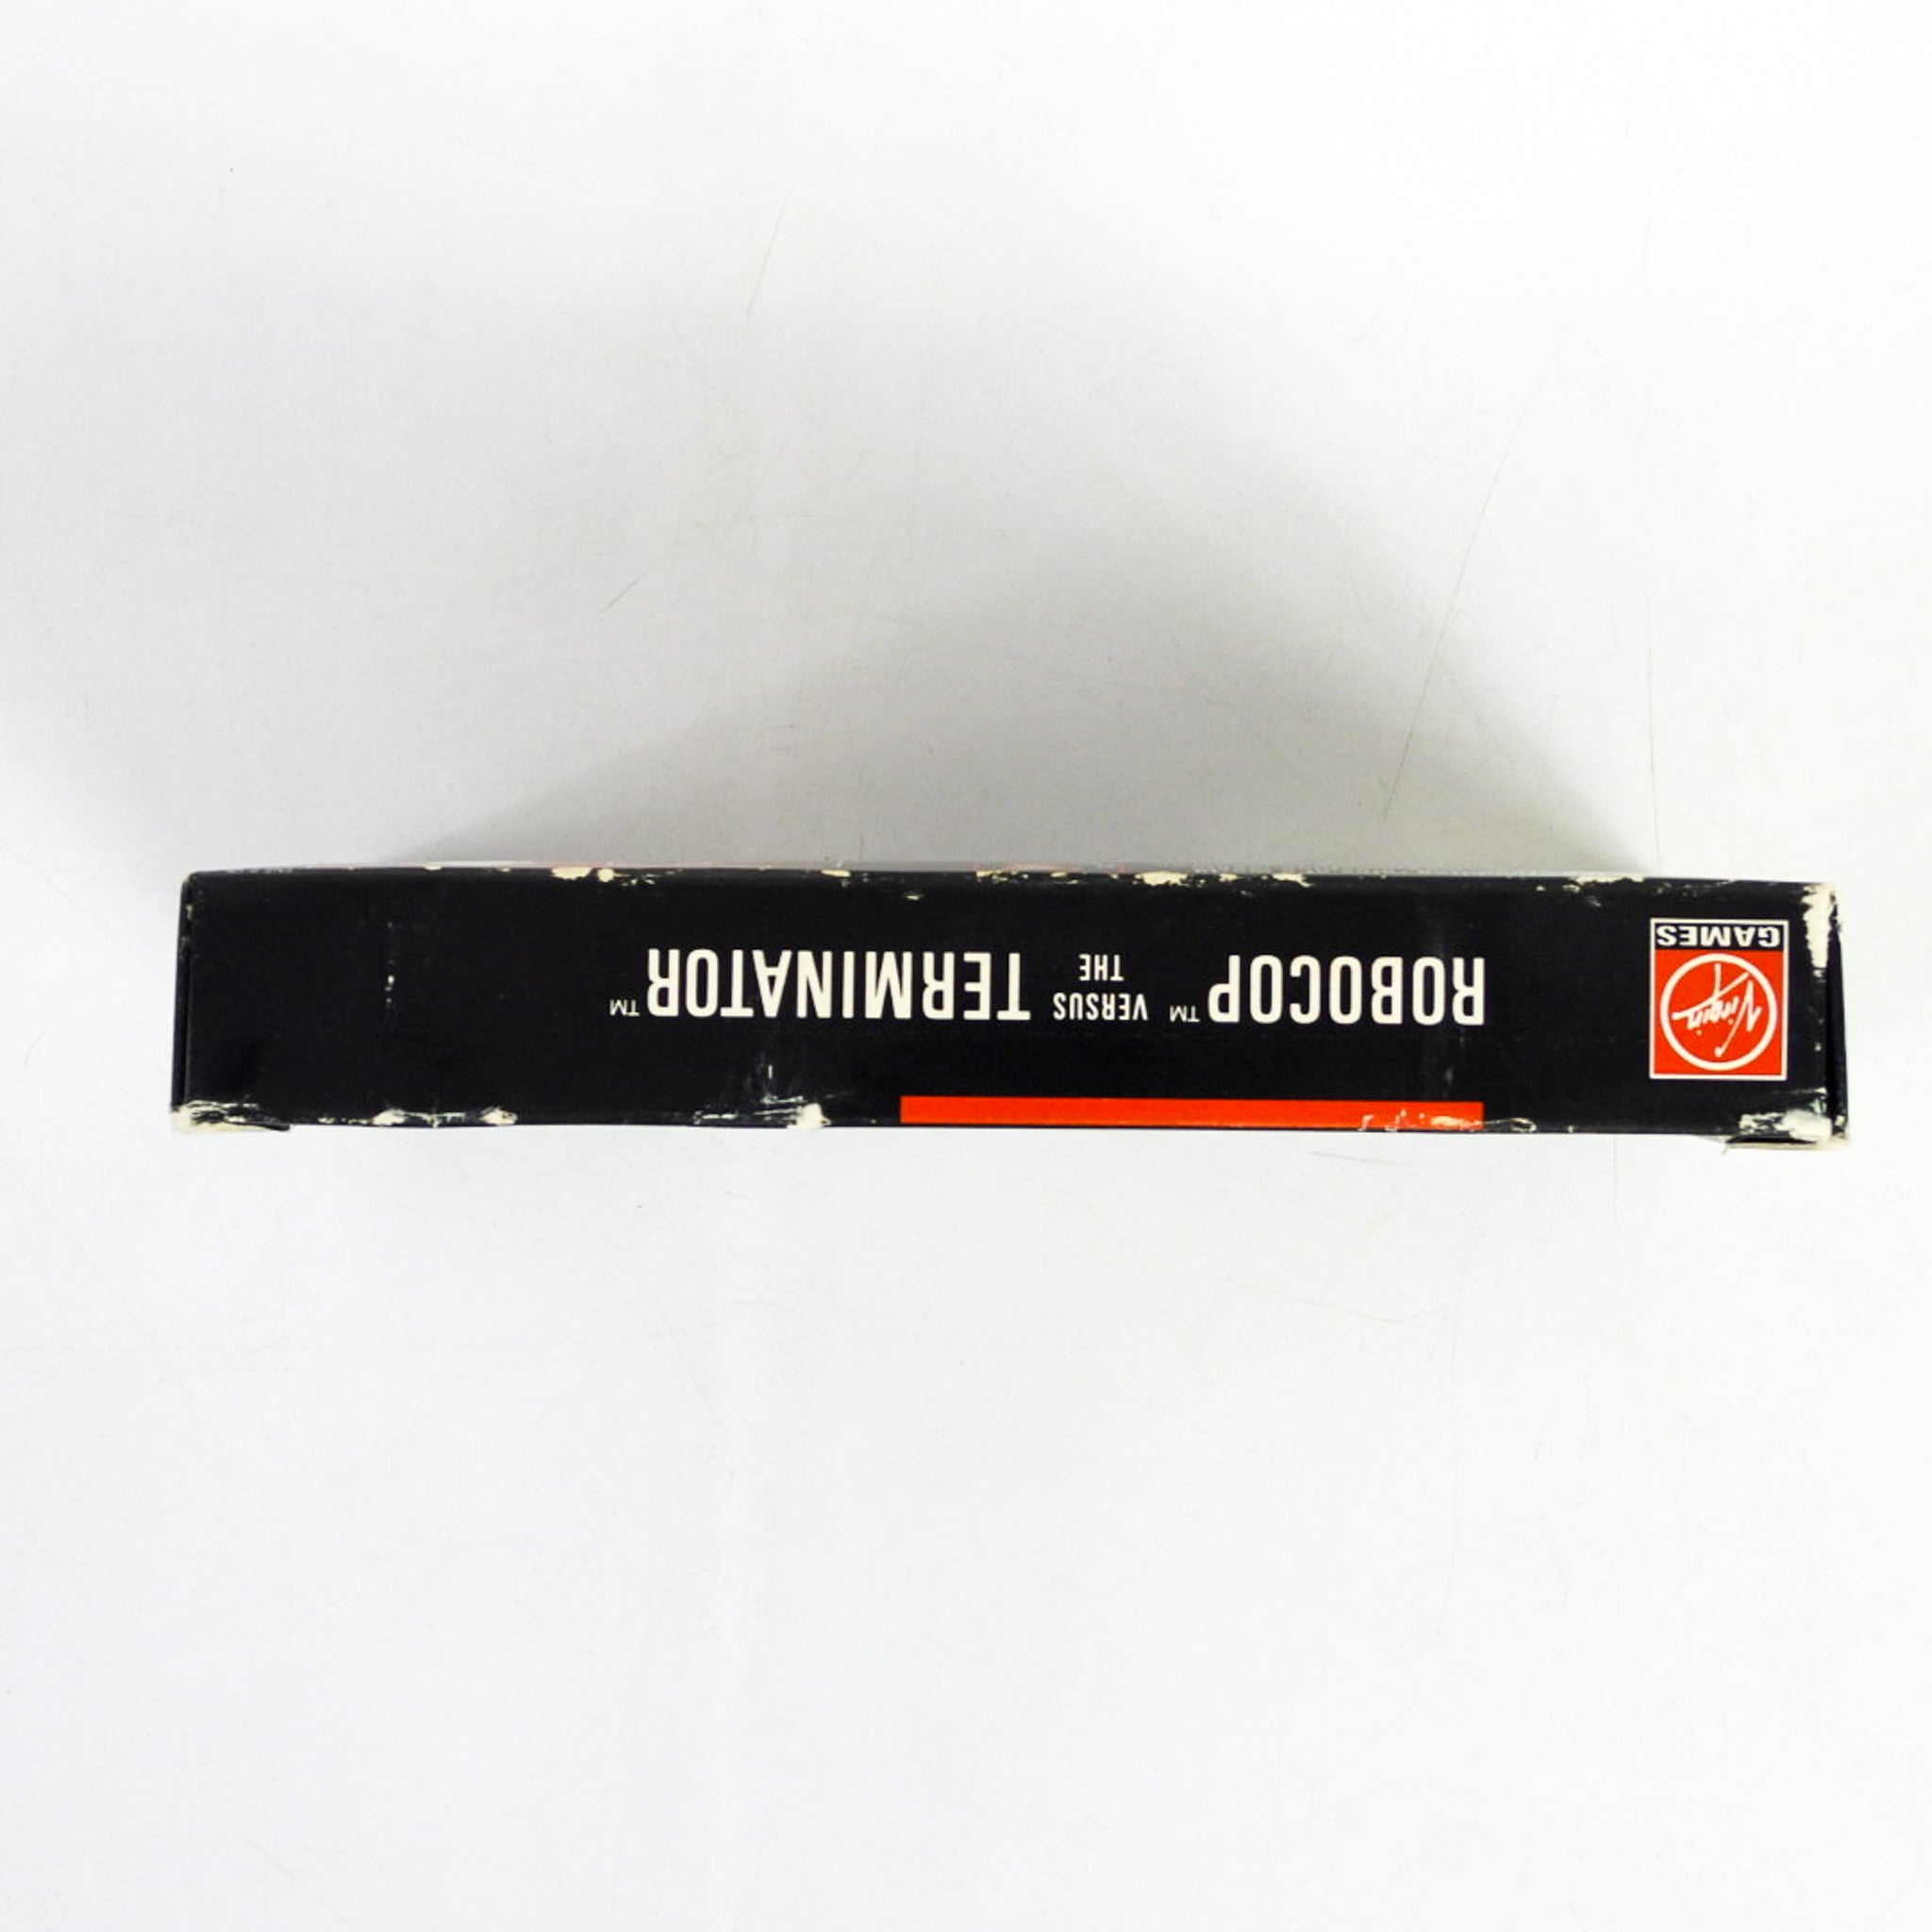 Virgin
GAMES
ROBOCOP™ VERSUS THE TERMINATOR™